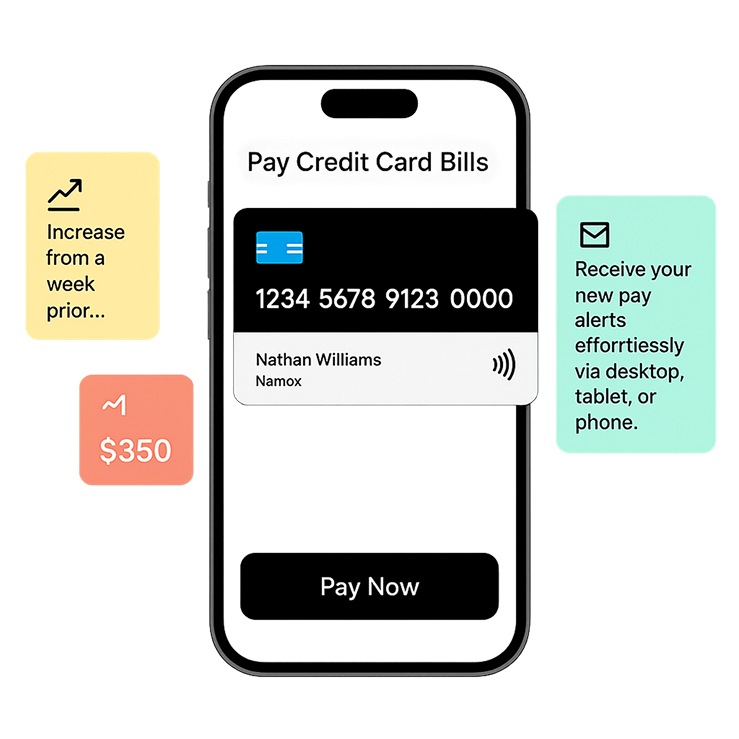 Pay Credit Card Bills
1234 5678 9123 0000
Nathan Williams
Namox
Pay Now
Increase
from a
week
prior...
$350
Receive your
new pay
alerts
efforrtiessly
via desktop,
tablet, or
phone.